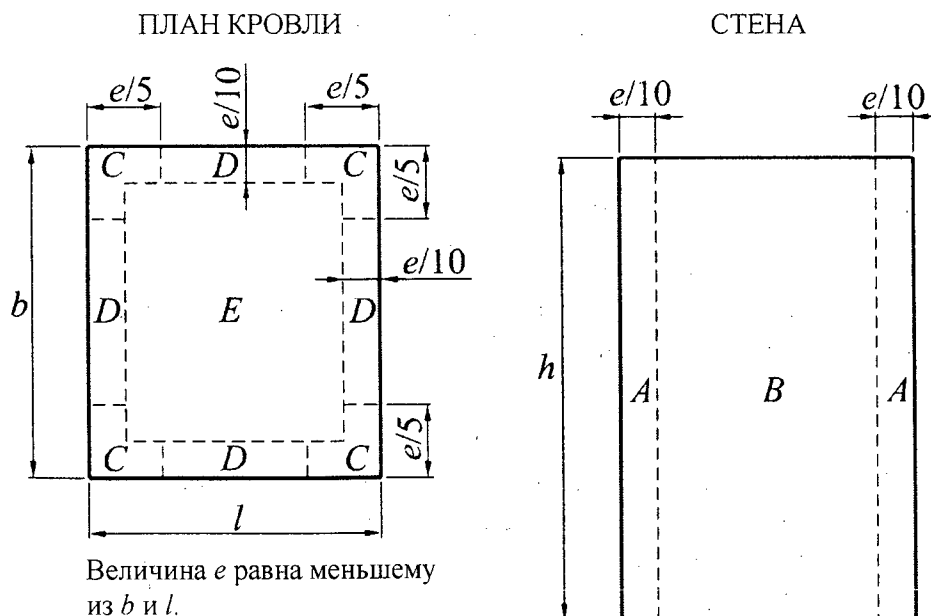 ПЛАН КРОВЛИ
СТЕНА
e/5
e/10
e/5
e/10
e/10
C
D
C
e/5
e/10
b
D
E
D
h
A
B
A
e/5
C
D
C
l
Величина e равна меньшему
из b и l.